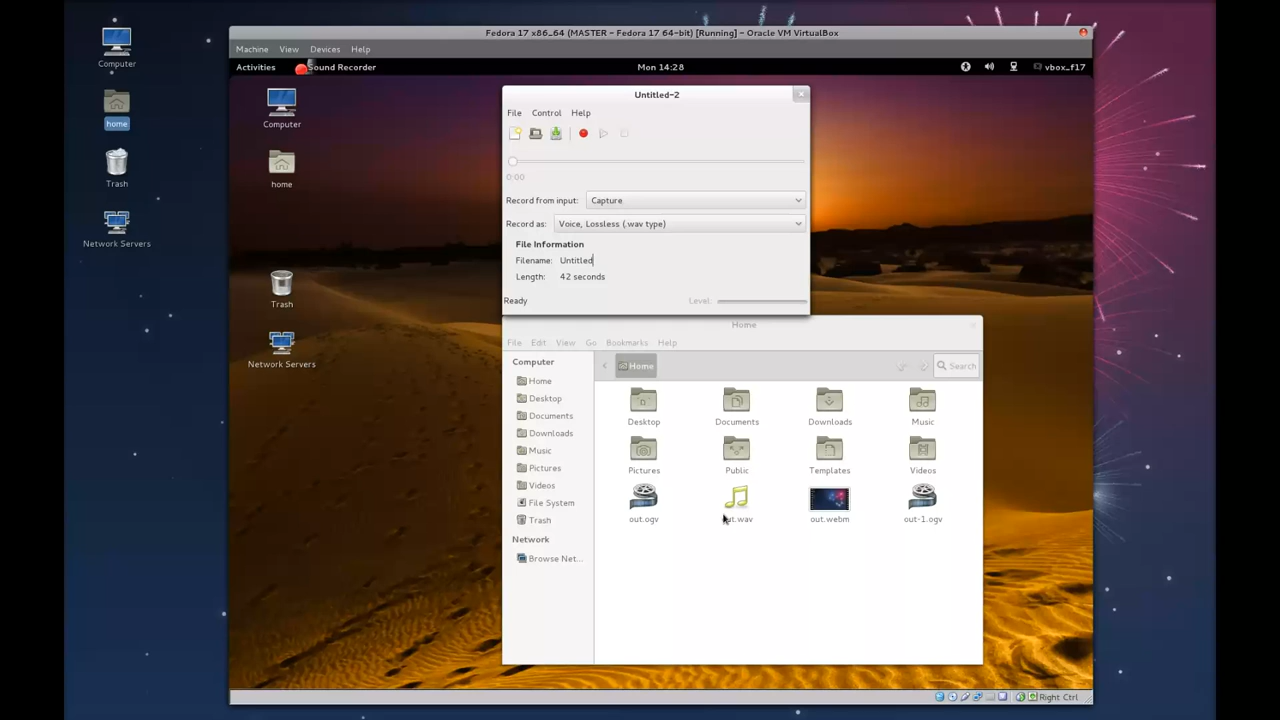 Fedora 17 x86_64 (MASTER - Fedora 17 64-bit) [Running] - Oracle VM VirtualBox
Machine View Devices Help
Activities Sound Recorder Mon 14:28 vbox_f17
Computer
home
Trash
Network Servers
Computer
home
Trash
Network Servers
Untitled-2
File Control Help
0:00
Record from input: Capture
Record as: Voice, Lossless (.wav type)
File Information
Filename: Untitled
Length: 42 seconds
Ready Level:
Home
File Edit View Go Bookmarks Help
Home Search
Computer
Home
Desktop
Documents
Downloads
Music
Pictures
Videos
File System
Trash
Network
Browse Net...
Desktop Documents Downloads Music
Pictures Public Templates Videos
out.ogv out.wav out.webm out-1.ogv
Right Ctrl